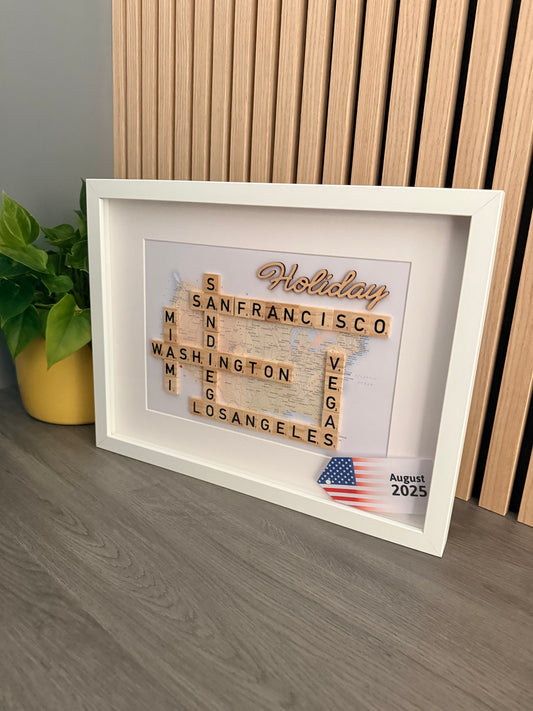 Holiday
SANFRANCISCO
SANDIEGO
MIAMI
WASHINGTON
VEGAS
LOSANGELES
August
2025